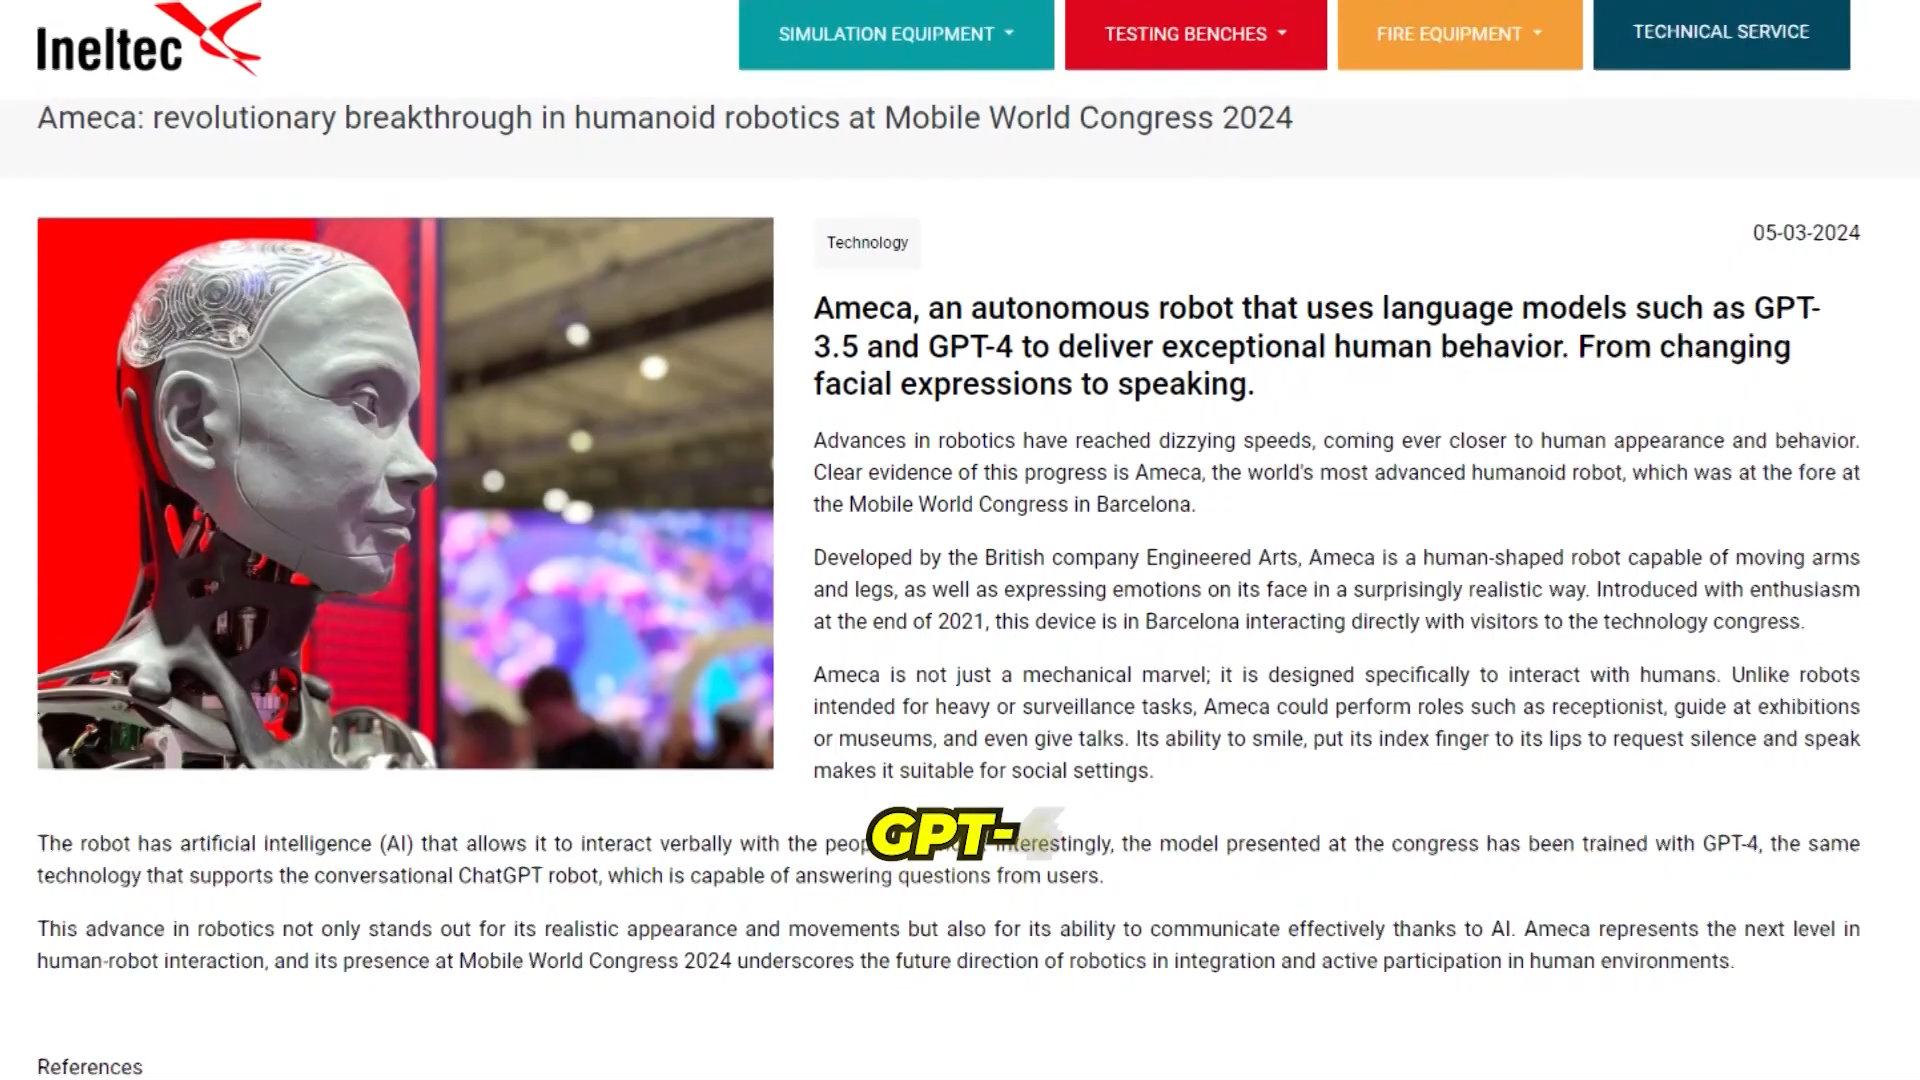 Ineltec
SIMULATION EQUIPMENT
TESTING BENCHES
FIRE EQUIPMENT
TECHNICAL SERVICE
Ameca: revolutionary breakthrough in humanoid robotics at Mobile World Congress 2024
Technology
05-03-2024
Ameca, an autonomous robot that uses language models such as GPT-
3.5 and GPT-4 to deliver exceptional human behavior. From changing
facial expressions to speaking.
Advances in robotics have reached dizzying speeds, coming ever closer to human appearance and behavior.
Clear evidence of this progress is Ameca, the world's most advanced humanoid robot, which was at the fore at
the Mobile World Congress in Barcelona.
Developed by the British company Engineered Arts, Ameca is a human-shaped robot capable of moving arms
and legs, as well as expressing emotions on its face in a surprisingly realistic way. Introduced with enthusiasm
at the end of 2021, this device is in Barcelona interacting directly with visitors to the technology congress.
Ameca is not just a mechanical marvel; it is designed specifically to interact with humans. Unlike robots
intended for heavy or surveillance tasks, Ameca could perform roles such as receptionist, guide at exhibitions
or museums, and even give talks. Its ability to smile, put its index finger to its lips to request silence and speak
makes it suitable for social settings.
The robot has artificial intelligence (AI) that allows it to interact verbally with the the model presented at the congress has been trained with GPT-4, the same
GPT-4
technology that supports the conversational ChatGPT robot, which is capable of answering questions from users.
This advance in robotics not only stands out for its realistic appearance and movements but also for its ability to communicate effectively thanks to AI. Ameca represents the next level in
human-robot interaction, and its presence at Mobile World Congress 2024 underscores the future direction of robotics in integration and active participation in human environments.
References